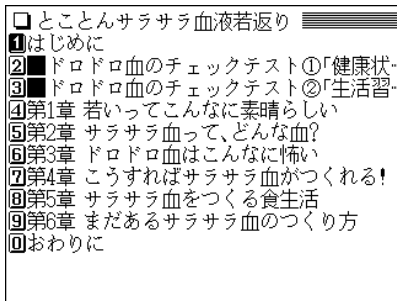 とことんサラサラ血液若返り
1はじめに
2■ドロドロ血のチェックテスト①「健康状…
3■ドロドロ血のチェックテスト②「生活習…
4第1章 若いってこんなに素晴らしい
5第2章 サラサラ血って、どんな血?
6第3章 ドロドロ血はこんなに怖い
7第4章 こうすればサラサラ血がつくれる!
8第5章 サラサラ血をつくる食生活
9第6章 まだあるサラサラ血のつくり方
0おわりに